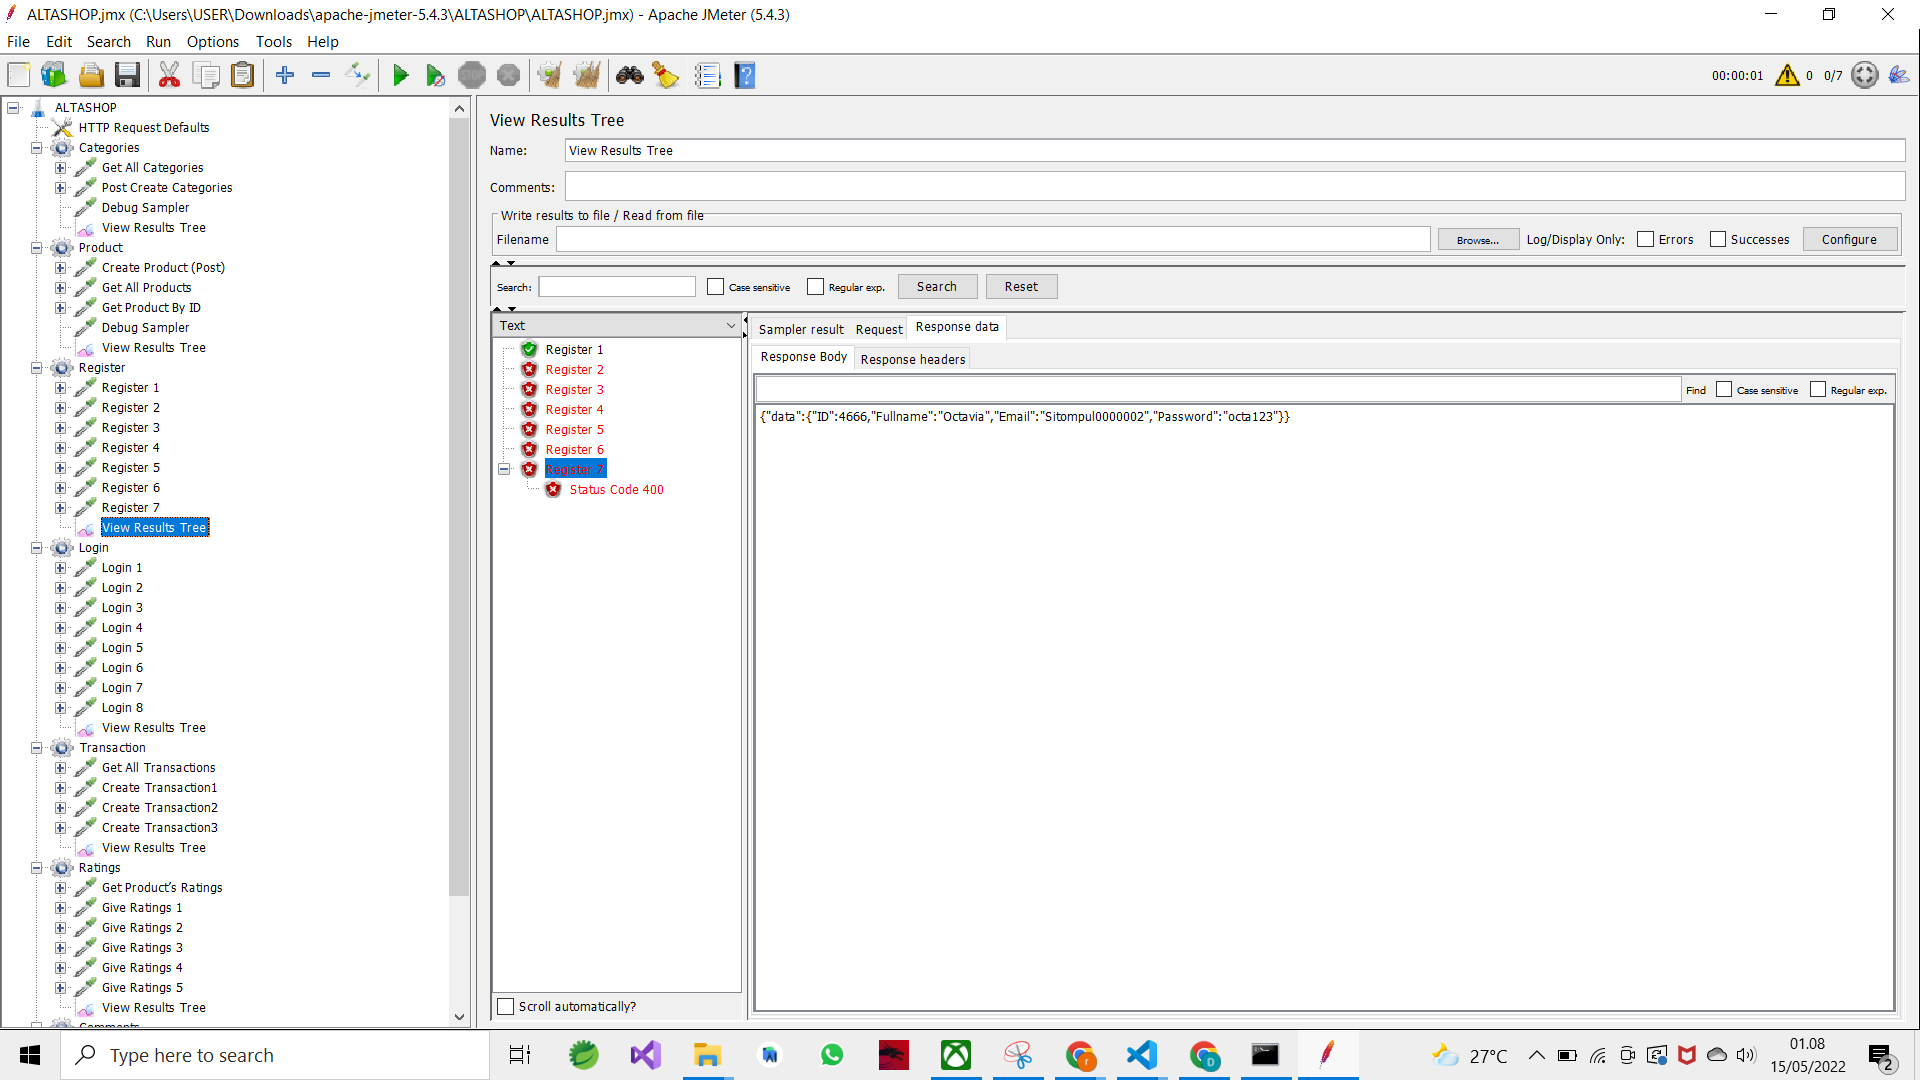 ALTASHOP.jmx (C:\Users\USER\Downloads\apache-jmeter-5.4.3\ALTASHOP\ALTASHOP.jmx) - Apache JMeter (5.4.3)
File Edit Search Run Options Tools Help
STOP
00:00:01 0 0/7
ALTASHOP
HTTP Request Defaults
Categories
Get All Categories
Post Create Categories
Debug Sampler
View Results Tree
Product
Create Product (Post)
Get All Products
Get Product By ID
Debug Sampler
View Results Tree
Register
Register 1
Register 2
Register 3
Register 4
Register 5
Register 6
Register 7
View Results Tree
Login
Login 1
Login 2
Login 3
Login 4
Login 5
Login 6
Login 7
Login 8
View Results Tree
Transaction
Get All Transactions
Create Transaction1
Create Transaction2
Create Transaction3
View Results Tree
Ratings
Get Product's Ratings
Give Ratings 1
Give Ratings 2
Give Ratings 3
Give Ratings 4
Give Ratings 5
View Results Tree
Comments
View Results Tree
Name: View Results Tree
Comments:
Write results to file / Read from file
Filename Browse... Log/Display Only: Errors Successes Configure
Search: Case sensitive Regular exp. Search Reset
Text
Register 1
Register 2
Register 3
Register 4
Register 5
Register 6
Register 7
Status Code 400
Scroll automatically?
Sampler result Request Response data
Response Body Response headers
Find Case sensitive Regular exp.
{"data":{"ID":4666,"Fullname":"Octavia","Email":"Sitompul0000002","Password":"octa123"}}
Type here to search
27°C
01.08
15/05/2022
2